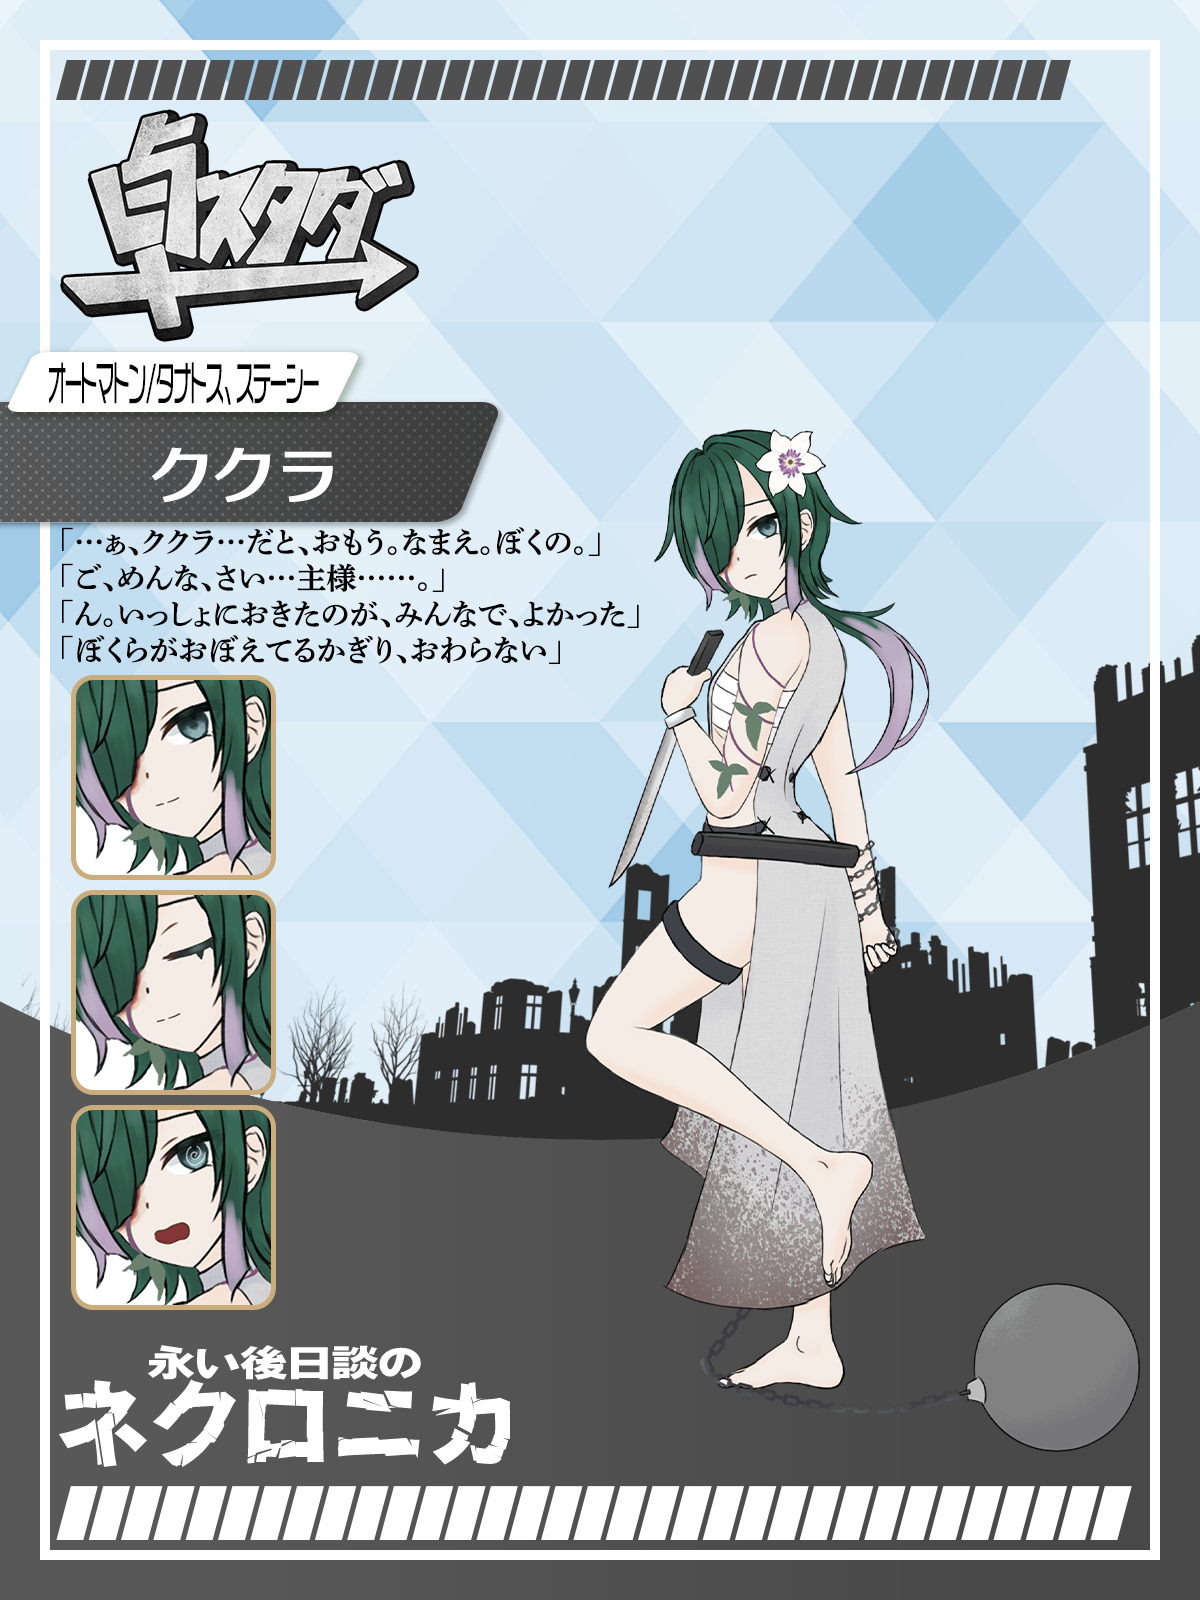 卓スタダ
オートマトン/タナトス、ステーシー
ククラ
「…ぁ、ククラ…だと、おもう。なまえ。ぼくの。」
「ご、めんな、さい…主様……。」
「ん。いっしょにおきたのが、みんなで、よかった」
「ぼくらがおぼえてるかぎり、おわらない」
永い後日談の
ネクロニカ